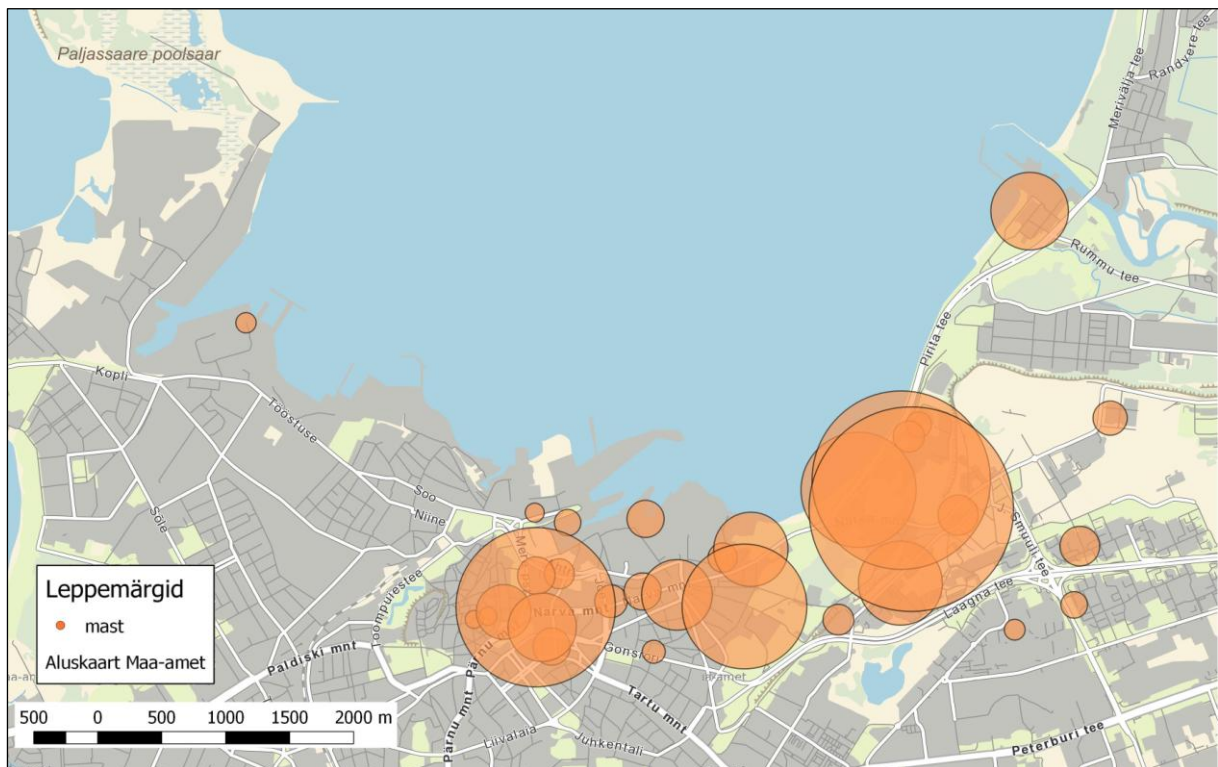 Paljassaare poolsaar
Merivälja tee
Randvere tee
Rummu tee
Pirita tee
Kopli
Tööstuse
Soo
Niine
Sõle
Smuuli tee
Laagna tee
Narva mnt
Gonsiori
Toompuiestee
Paldiski mnt
Pärnu mnt
Tartu mnt
Liivalaia
Juhkentali
Peterburi tee
Leppemärgid
mast
Aluskaart Maa-amet
500 0 500 1000 1500 2000 m